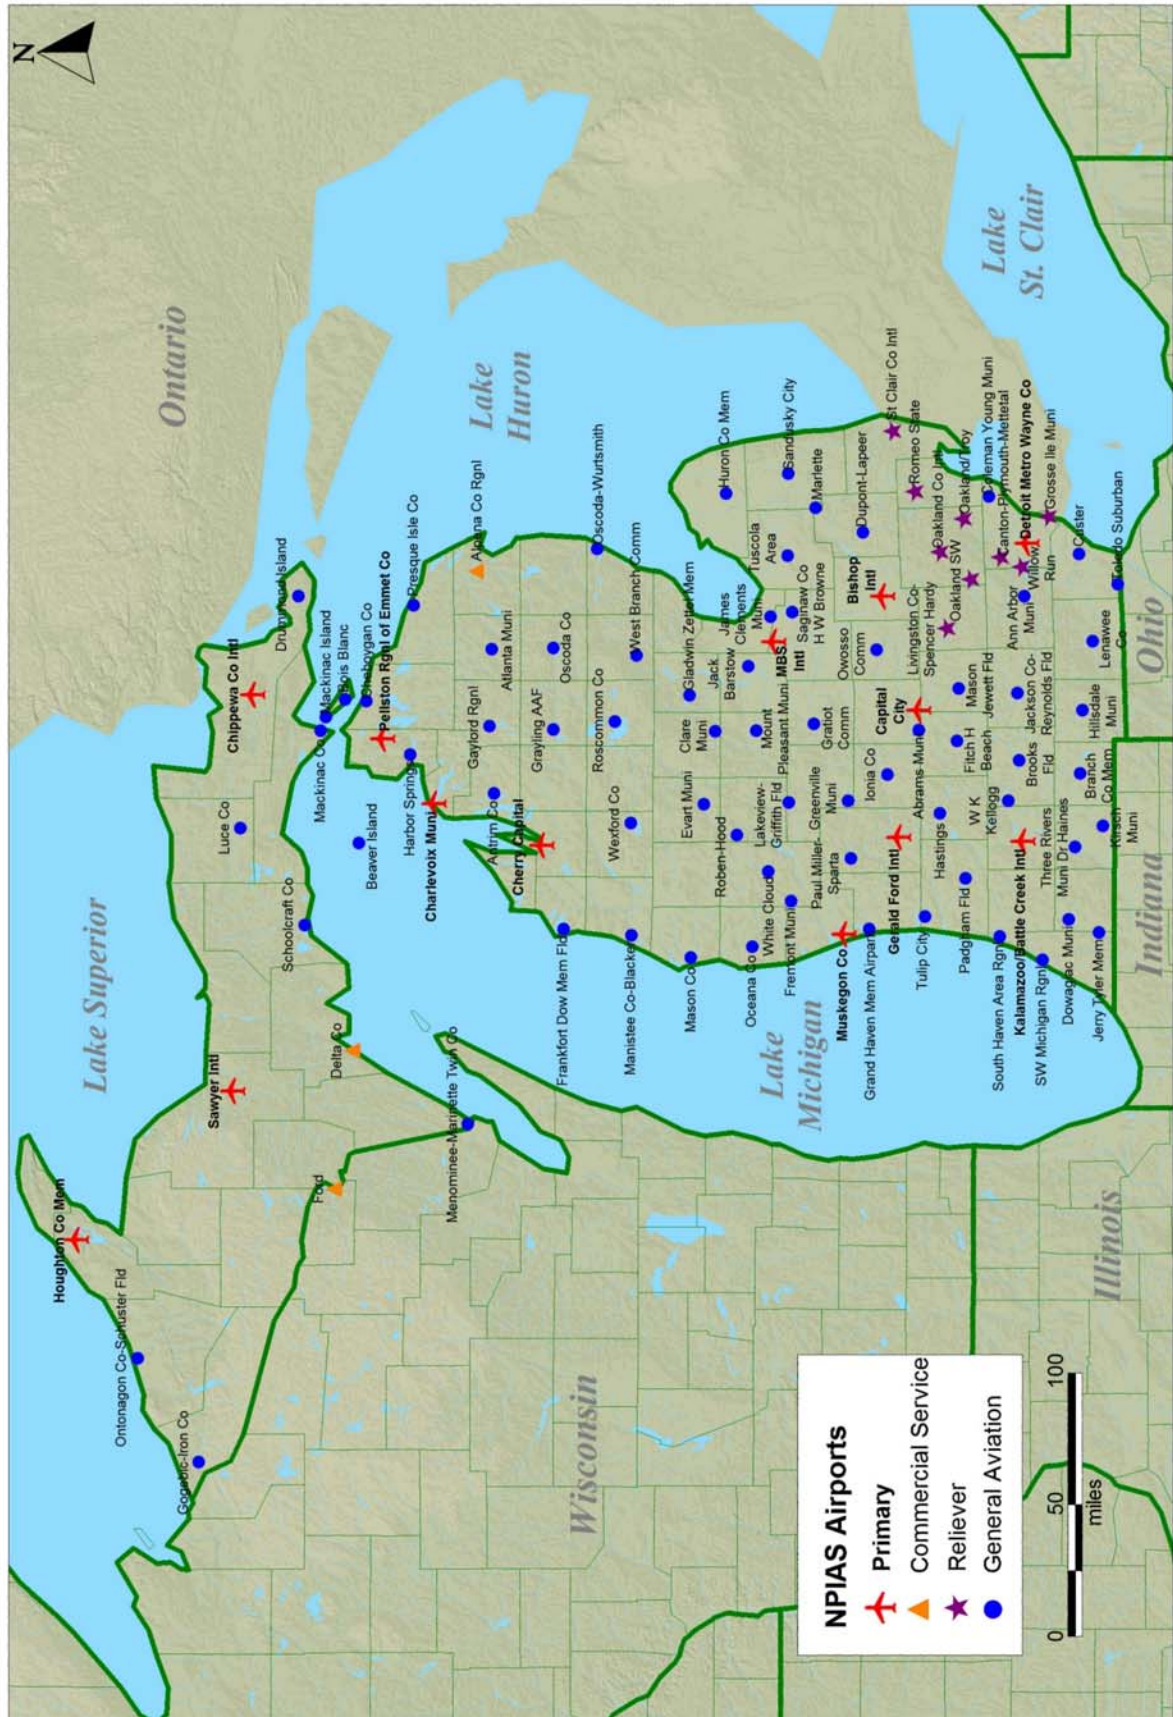 N
Lake Superior
Ontario
Houghton Co Mem
Ontonagon Co-Schuster Fld
Gogebic-Iron Co
Sawyer Intl
Luce Co
Chippewa Co Intl
Drummond Island
Mackinac Island
Bois Blanc
Cheboygan Co
Mackinac Co
Schoolcraft Co
Delta Co
Ford
Menominee-Marinette Twin Co
Beaver Island
Pellston Rgnl of Emmet Co
Harbor Springs
Charlevoix Muni
Presque Isle Co
Lake
Huron
Alpena Co Rgnl
Atlanta Muni
Gaylord Rgnl
Antrim Co
Cherry Capital
Grayling AAF
Oscoda Co
Oscoda-Wurtsmith
Frankfort Dow Mem Fld
Manistee Co-Blacker
Wexford Co
Roscommon Co
West Branch Comm
Mason Co
Evart Muni
Clare
Muni
Gladwin Zettel Mem
Jack
Barstow
James
Clements
Muni
Huron Co Mem
Oceana Co
Roben-Hood
Mount
Pleasant Muni
MBS
Intl
Tuscola
Area
Sandusky City
White Cloud
Lakeview-
Griffith Fld
Saginaw Co
H W Browne
Marlette
Fremont Muni
Lake
Michigan
Muskegon Co
Paul Miller-
Sparta
Greenville
Muni
Gratiot
Comm
Owosso
Comm
Bishop
Intl
Dupont-Lapeer
St Clair Co Intl
Grand Haven Mem Airpark
Gerald Ford Intl
Ionia Co
Abrams Muni
Capital
City
Livingston Co-
Spencer Hardy
Romeo State
Oakland Co Intl
Oakland/Troy
Oakland SW
Tulip City
Hastings
Fitch H
Beach
Mason
Jewett Fld
Padgham Fld
W K
Kellogg
Coleman Young Muni
Canton-Plymouth-Mettetal
Detroit Metro Wayne Co
Willow
Run
Ann Arbor
Muni
Grosse Ile Muni
South Haven Area Rgnl
Kalamazoo/Battle Creek Intl
Brooks
Fld
Jackson Co-
Reynolds Fld
SW Michigan Rgnl
Three Rivers
Muni Dr Haines
Branch
Co Mem
Hillsdale
Muni
Lenawee
Co
Custer
Toledo Suburban
Dowagiac Muni
Jerry Tyler Mem
Kirsch
Muni
Lake
St. Clair
Ohio
Indiana
Illinois
Wisconsin
NPIAS Airports
Primary
Commercial Service
Reliever
General Aviation
0 50 100
miles